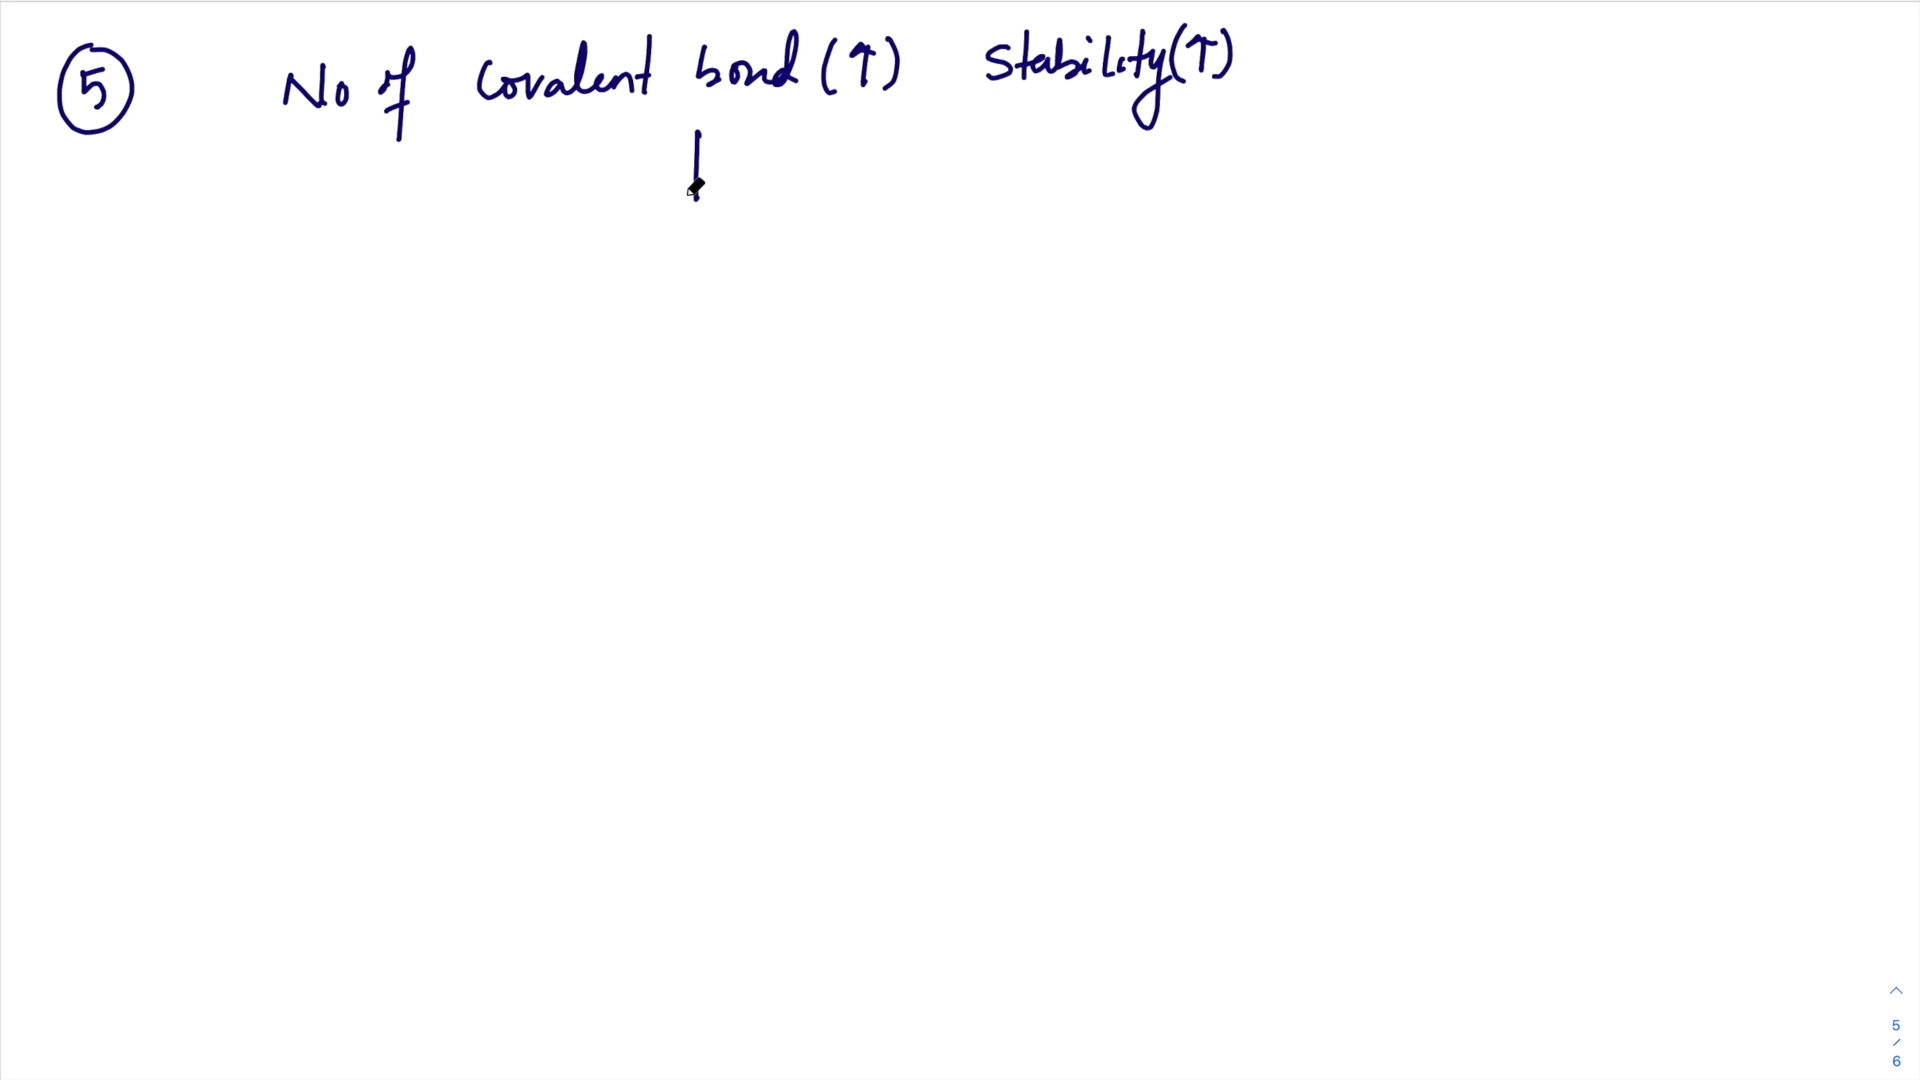 5 No of Covalent bond (↑) Stability(↑)
5
/
6